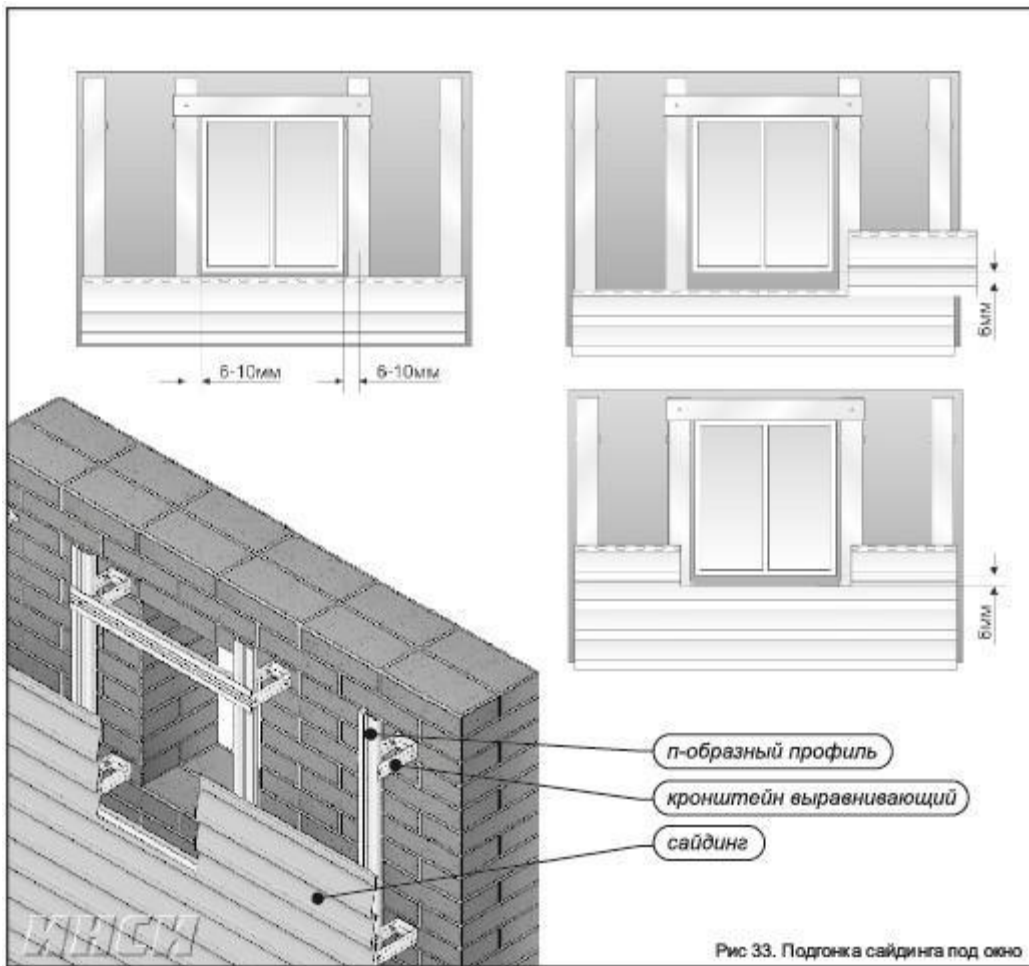 6-10мм
6-10мм
6мм
6мм
п-образный профиль
кронштейн выравнивающий
сайдинг
ИНСИ
Рис 33. Подгонка сайдинга под окно